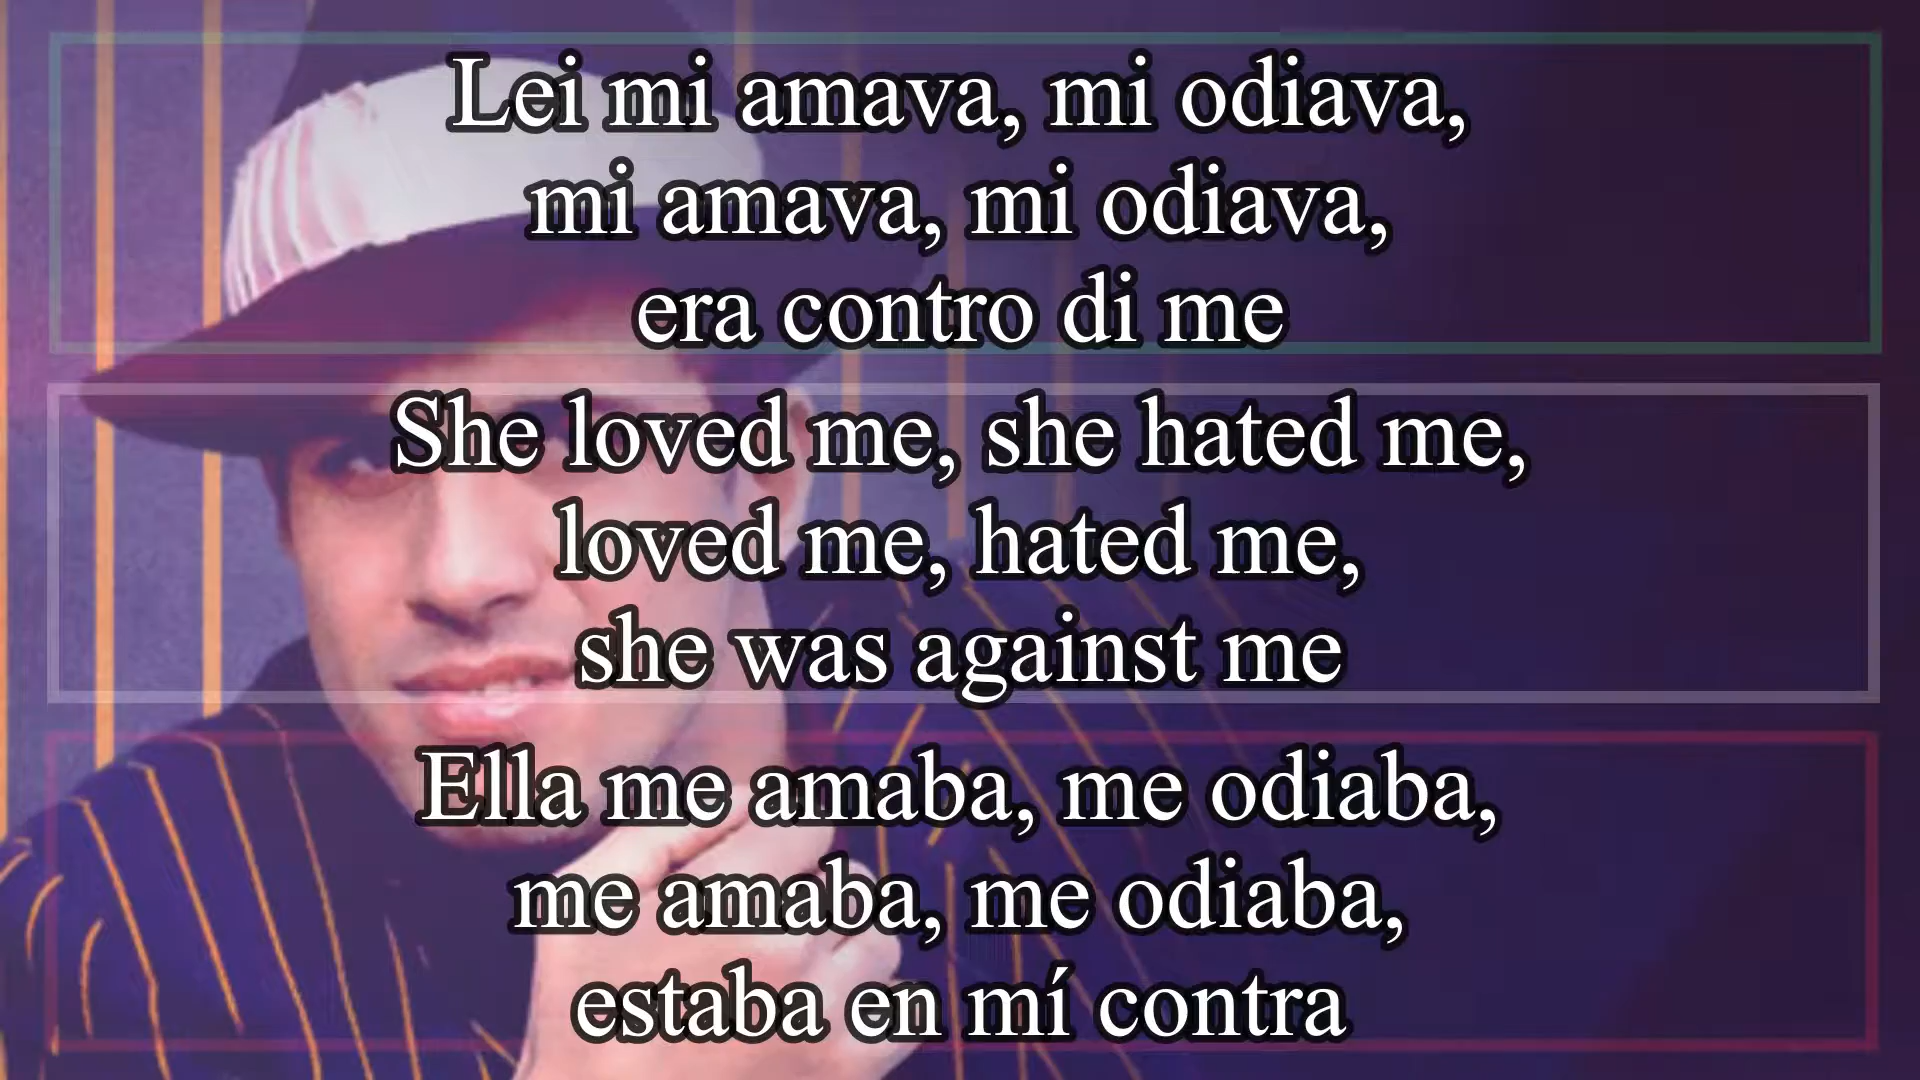 Lei mi amava, mi odiava,
mi amava, mi odiava,
era contro di me
She loved me, she hated me,
loved me, hated me,
she was against me
Ella me amaba, me odiaba,
me amaba, me odiaba,
estaba en mí contra